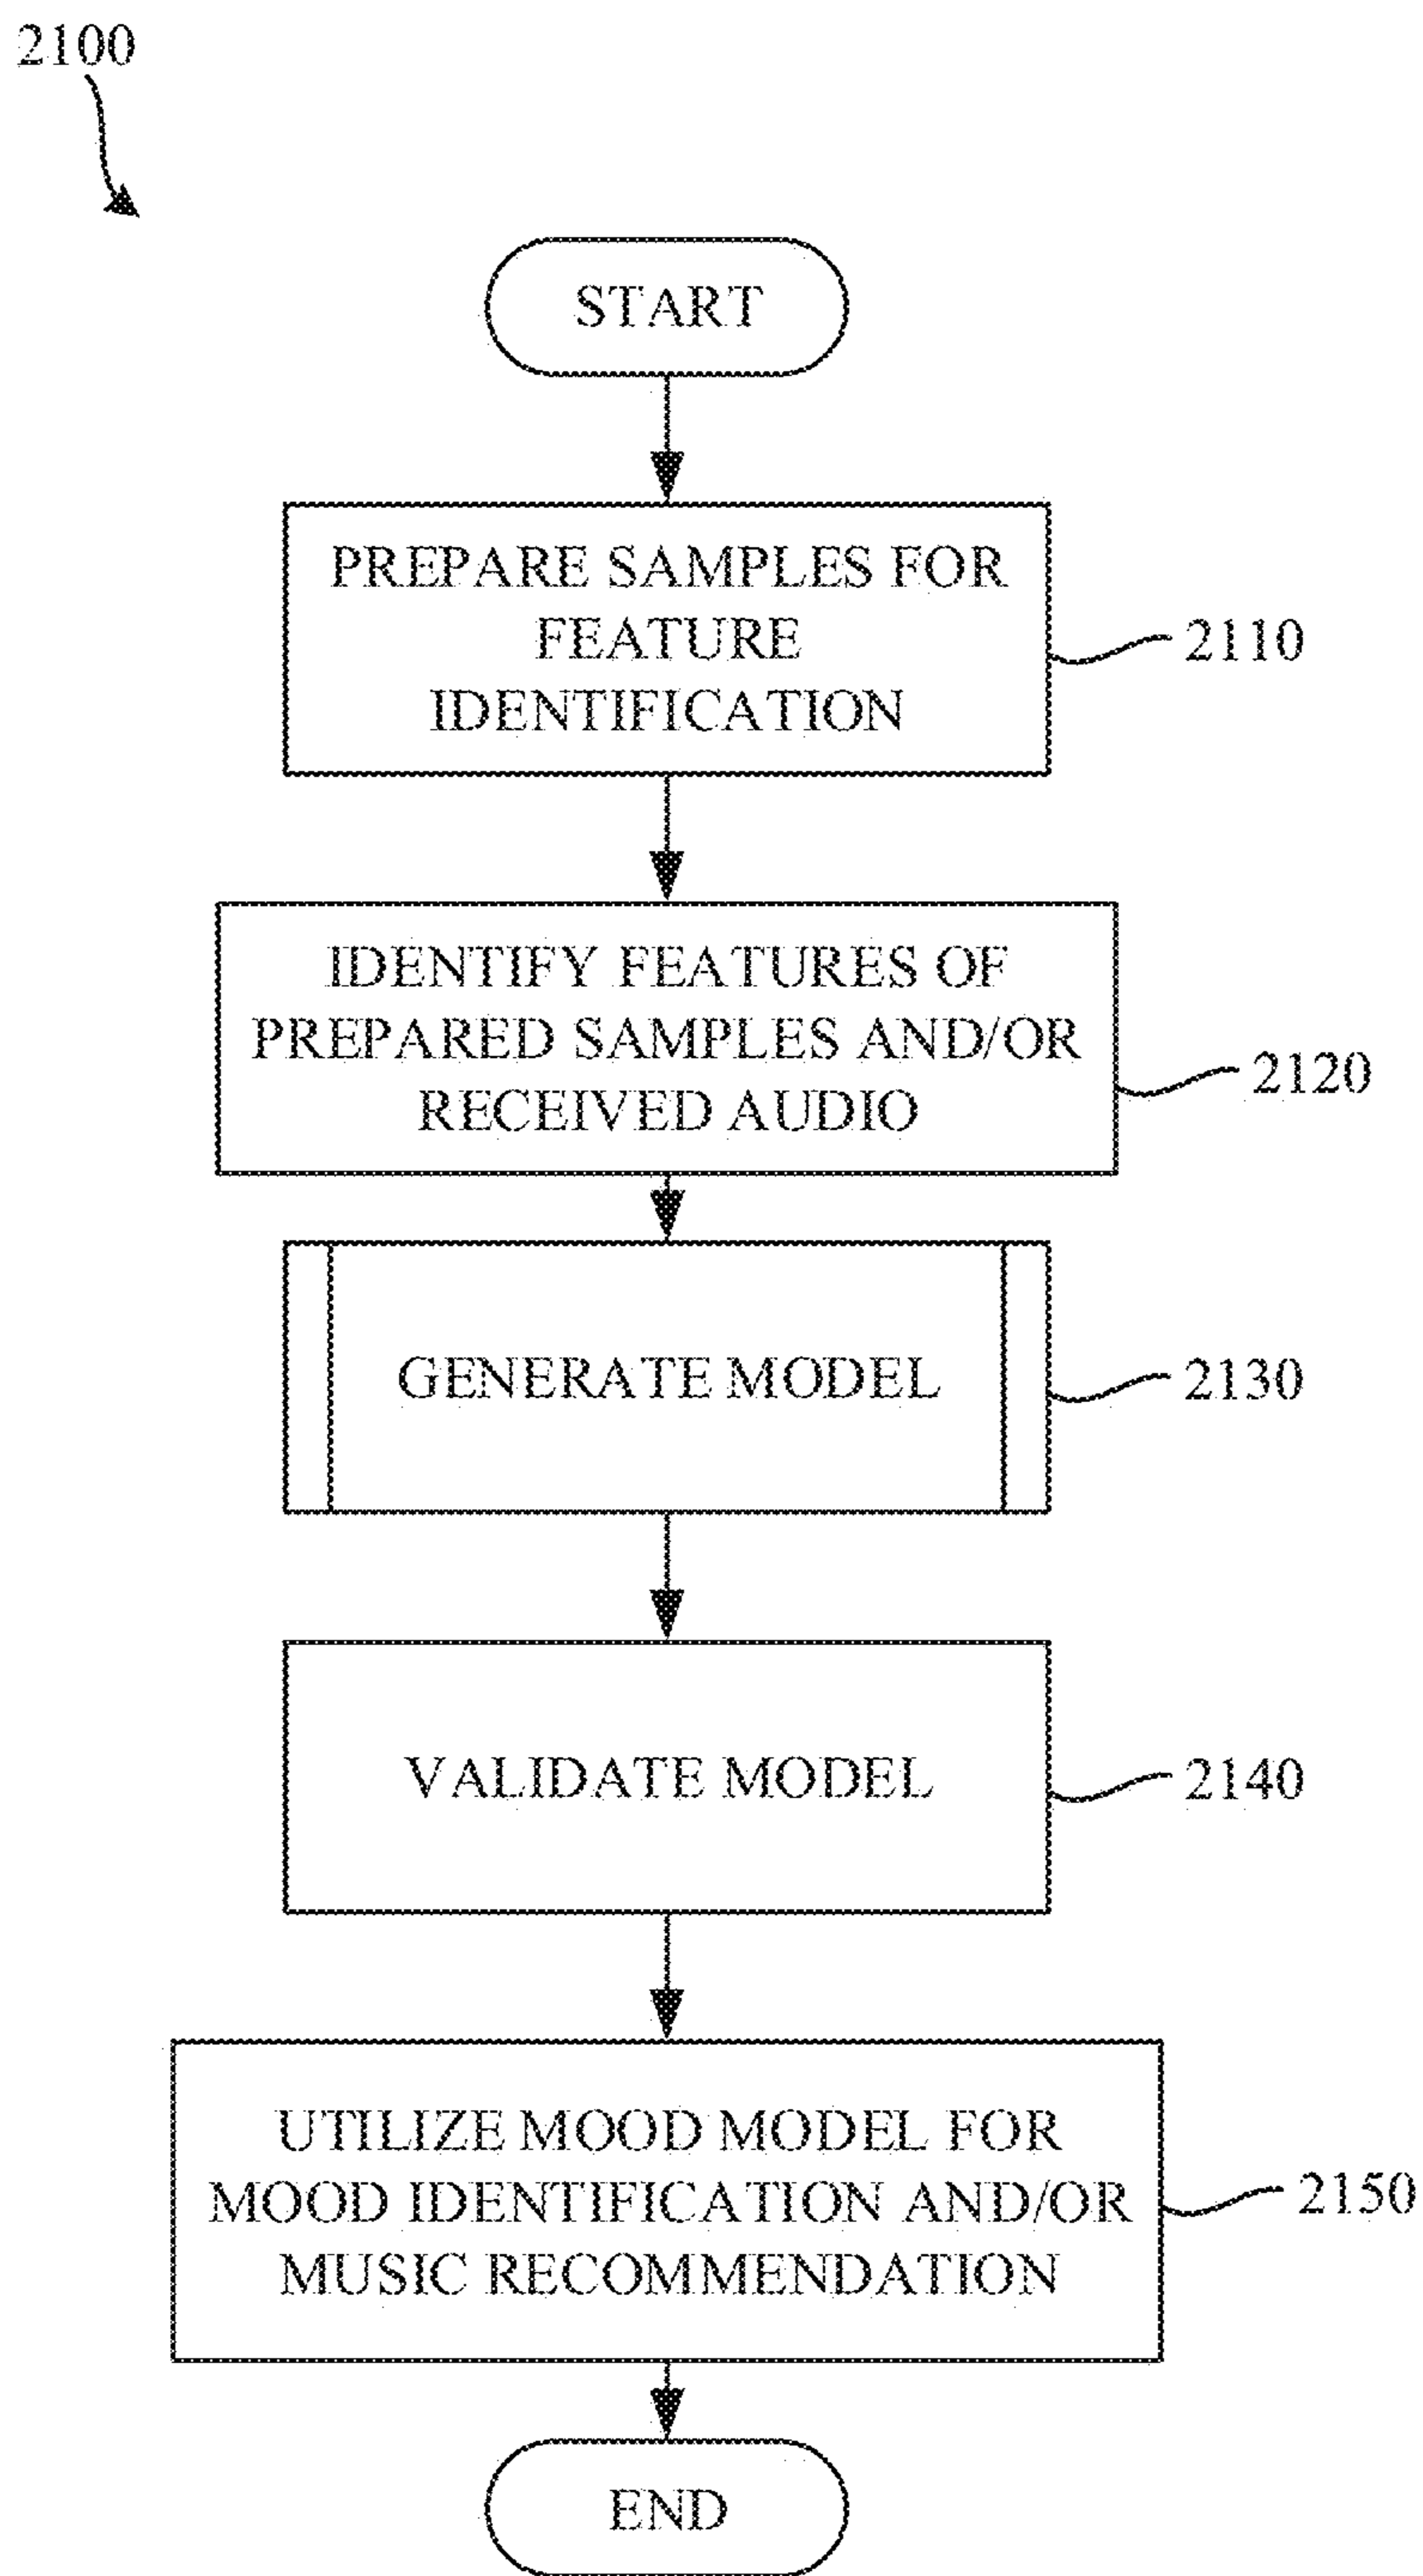 2100
START
PREPARE SAMPLES FOR
FEATURE
IDENTIFICATION
2110
IDENTIFY FEATURES OF
PREPARED SAMPLES AND/OR
RECEIVED AUDIO
2120
GENERATE MODEL
2130
VALIDATE MODEL
2140
UTILIZE MOOD MODEL FOR
MOOD IDENTIFICATION AND/OR
MUSIC RECOMMENDATION
2150
END